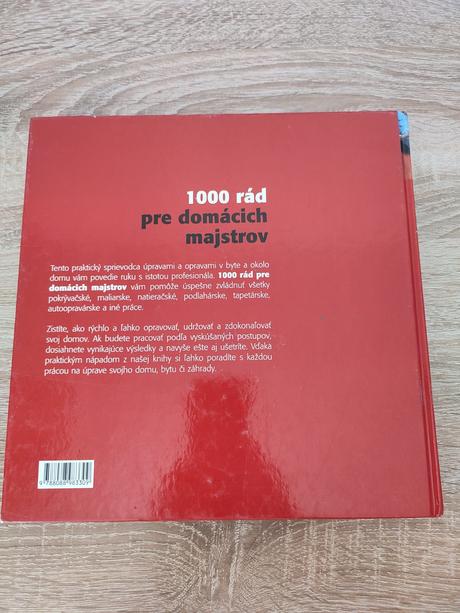 1000 rád
pre domácich
majstrov
Tento praktický sprievodca úpravami a opravami v byte a okolo
domu vám povedie ruku s istotou profesionála. 1000 rád pre
domácich majstrov vám pomôže úspešne zvládnuť všetky
pokrývačské, maliarske, natieračské, podlahárske, tapetárske,
autoopravárske a iné práce.
Zistíte, ako rýchlo a ľahko opravovať, udržovať a zdokonaľovať
svoj domov. Ak budete pracovať podľa vyskúšaných postupov,
dosiahnete vynikajúce výsledky a navyše ešte aj ušetríte. Vďaka
praktickým nápadom z našej knihy si ľahko poradíte s každou
prácou na úprave svojho domu, bytu či záhrady.
9 788088 983309